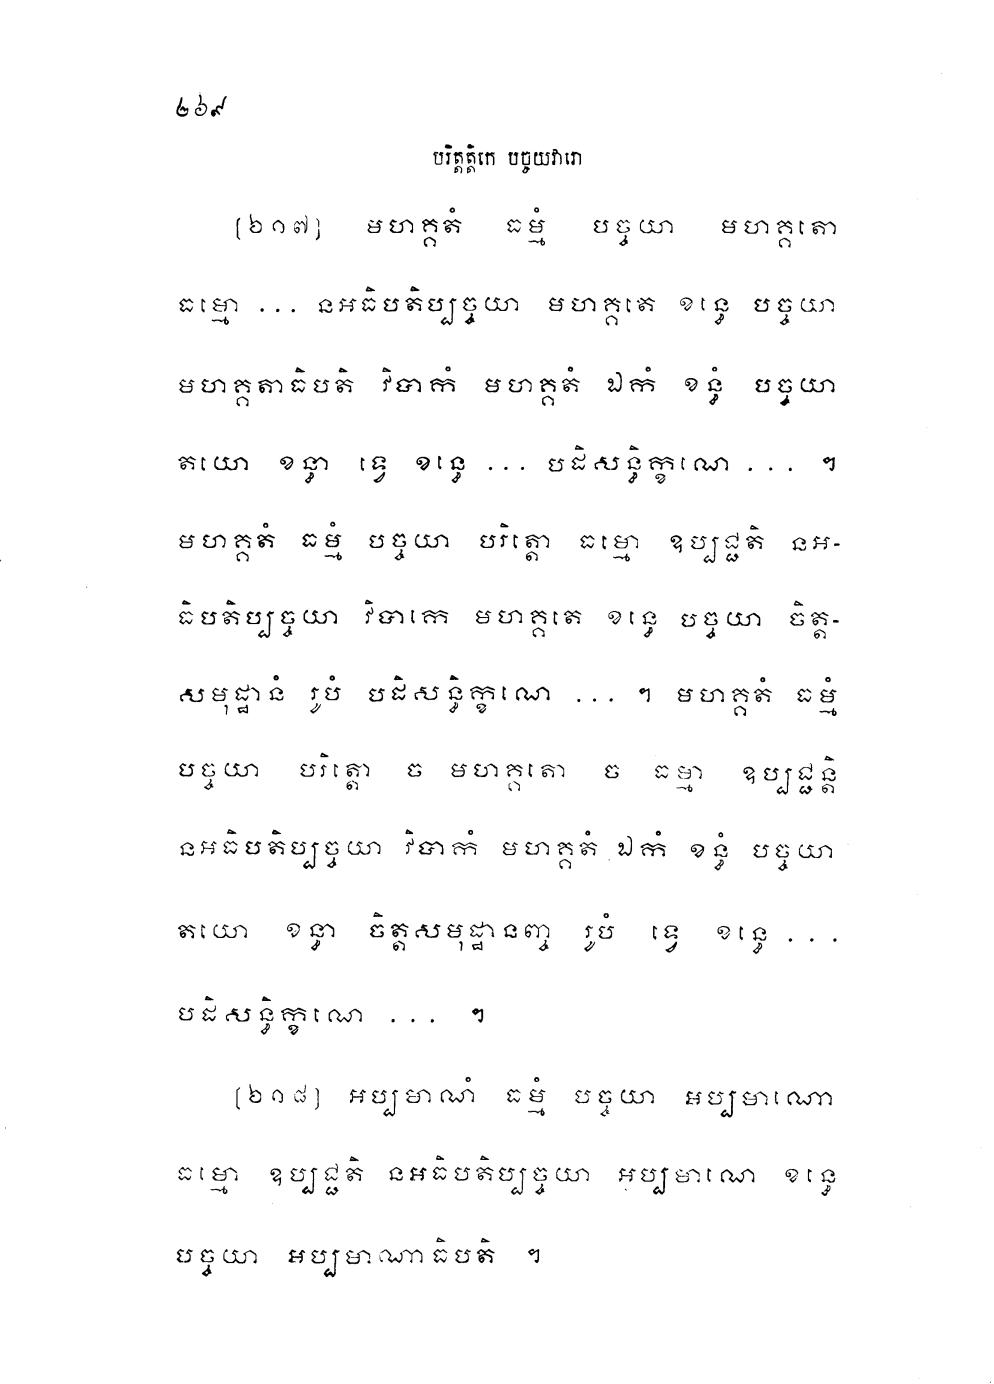 ២៦៩
បរិត្តត្តិកេ បច្ចយវារោ
[២១៧] មហគ្គតំ ធម្មំ បច្ចយា មហគ្គតោ
ធម្មោ ... នអធិបតិប្បច្ចយា មហគ្គតេ ខន្ធេ បច្ចយា
មហគ្គតាធិបតិ វិបាកំ មហគ្គតំ ឯកំ ខន្ធំ បច្ចយា
តយោ ខន្ធា ទ្វេ ខន្ធេ ... បដិសន្ធិក្ខណេ ... ។
មហគ្គតំ ធម្មំ បច្ចយា បរិត្តោ ធម្មោ ឧប្បជ្ជតិ នអ-
ធិបតិប្បច្ចយា វិបាកេ មហគ្គតេ ខន្ធេ បច្ចយា ចិត្ត-
សមុដ្ឋានំ រូបំ បដិសន្ធិក្ខណេ ... ។ មហគ្គតំ ធម្មំ
បច្ចយា បរិត្តោ ច មហគ្គតោ ច ធម្មា ឧប្បជ្ជន្តិ
នអធិបតិប្បច្ចយា វិបាកំ មហគ្គតំ ឯកំ ខន្ធំ បច្ចយា
តយោ ខន្ធា ចិត្តសមុដ្ឋានញ្ច រូបំ ទ្វេ ខន្ធេ ...
បដិសន្ធិក្ខណេ ... ។
[២១៨] អប្បមាណំ ធម្មំ បច្ចយា អប្បមាណោ
ធម្មោ ឧប្បជ្ជតិ នអធិបតិប្បច្ចយា អប្បមាណេ ខន្ធេ
បច្ចយា អប្បមាណាធិបតិ ។